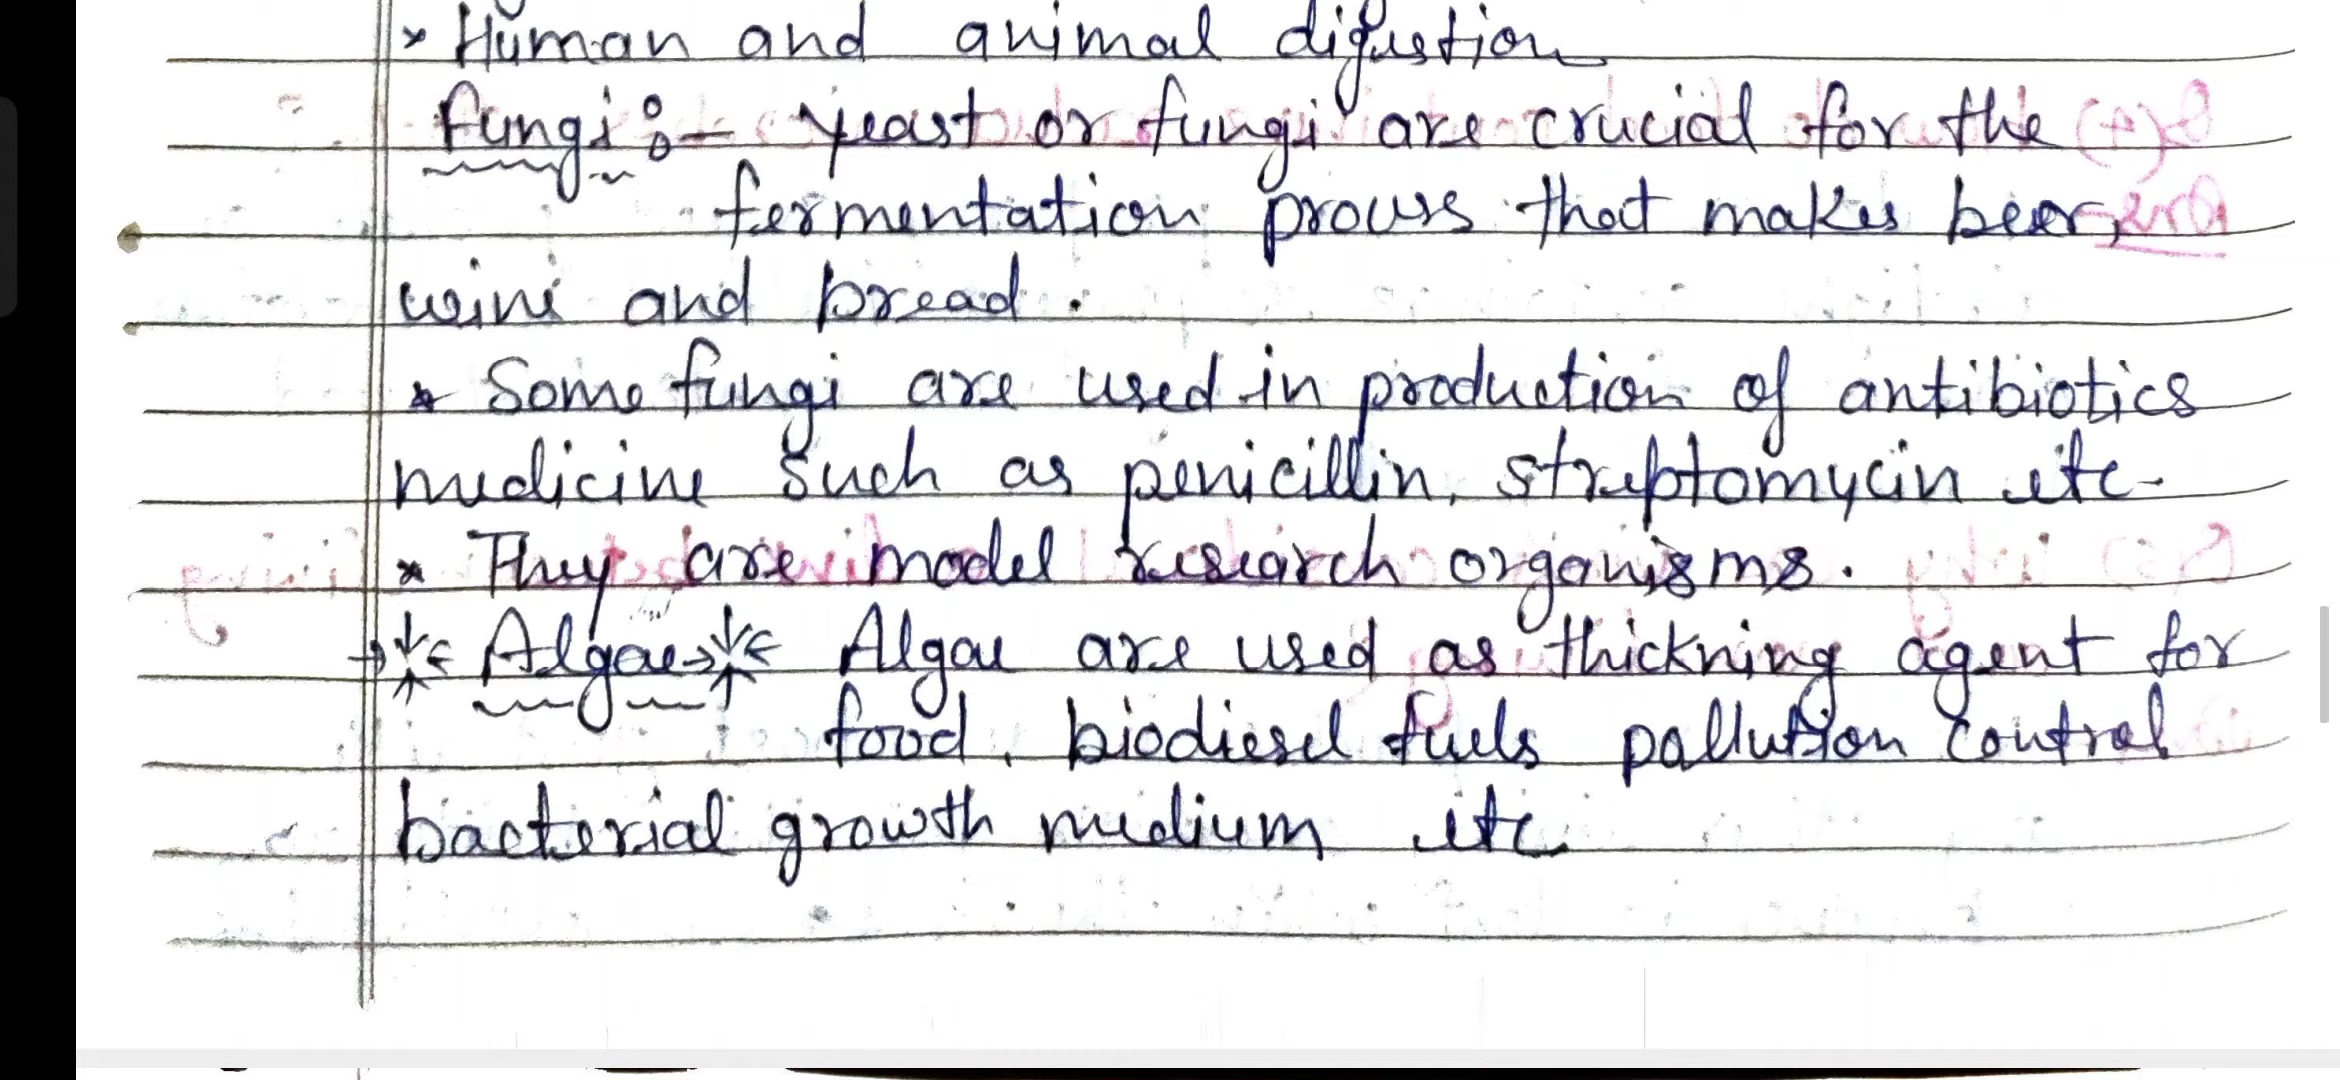 * Human and animal digestion
Fungi :- yeast or fungi are crucial for the
fermentation process that makes beer,
wine and bread.
* Some fungi are used in production of antibiotics
medicine such as penicillin, streptomycin etc.
* They are model research organisms.
Algae → Algae are used as thickning agent for
food, biodiesel fuels pollution control
bacterial growth medium etc